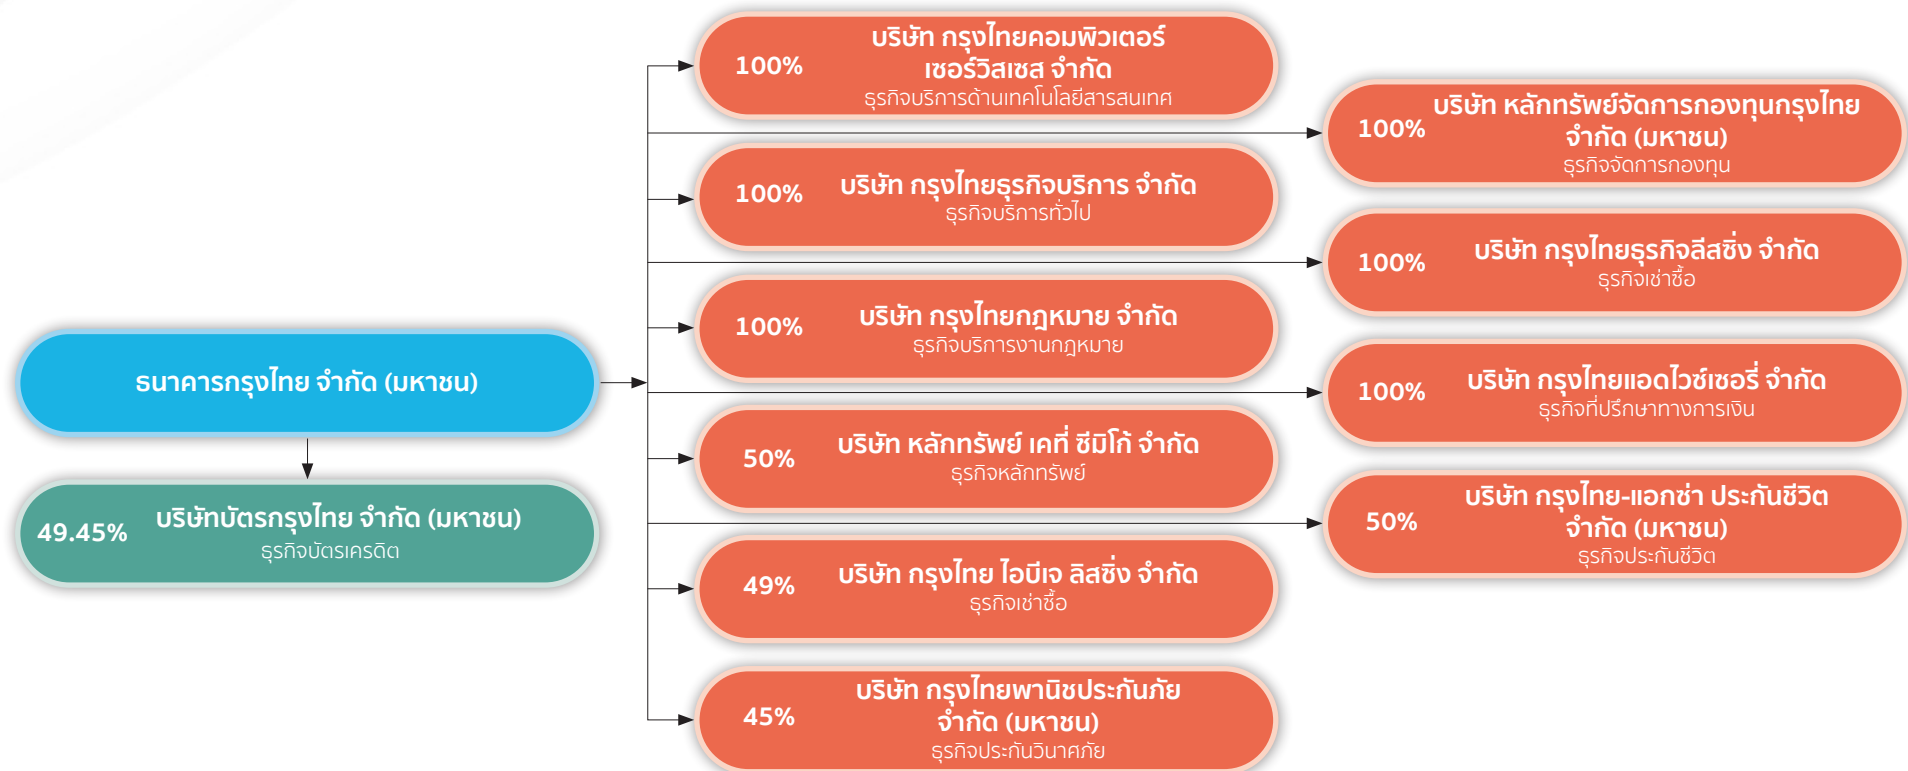 ธนาคารกรุงไทย จำกัด (มหาชน)
49.45%
บริษัทบัตรกรุงไทย จำกัด (มหาชน)
ธุรกิจบัตรเครดิต
100%
บริษัท กรุงไทยคอมพิวเตอร์
เซอร์วิสเซส จำกัด
ธุรกิจบริการด้านเทคโนโลยีสารสนเทศ
100%
บริษัท กรุงไทยธุรกิจบริการ จำกัด
ธุรกิจบริการทั่วไป
100%
บริษัท กรุงไทยกฎหมาย จำกัด
ธุรกิจบริการงานกฎหมาย
50%
บริษัท หลักทรัพย์ เคที่ ซีมิโก้ จำกัด
ธุรกิจหลักทรัพย์
49%
บริษัท กรุงไทย ไอบีเจ ลิสซิ่ง จำกัด
ธุรกิจเช่าซื้อ
45%
บริษัท กรุงไทยพานิชประกันภัย
จำกัด (มหาชน)
ธุรกิจประกันวินาศภัย
100%
บริษัท หลักทรัพย์จัดการกองทุนกรุงไทย
จำกัด (มหาชน)
ธุรกิจจัดการกองทุน
100%
บริษัท กรุงไทยธุรกิจลีสซิ่ง จำกัด
ธุรกิจเช่าซื้อ
100%
บริษัท กรุงไทยแอดไวซ์เซอรี่ จำกัด
ธุรกิจที่ปรึกษาทางการเงิน
50%
บริษัท กรุงไทย-แอกซ่า ประกันชีวิต
จำกัด (มหาชน)
ธุรกิจประกันชีวิต